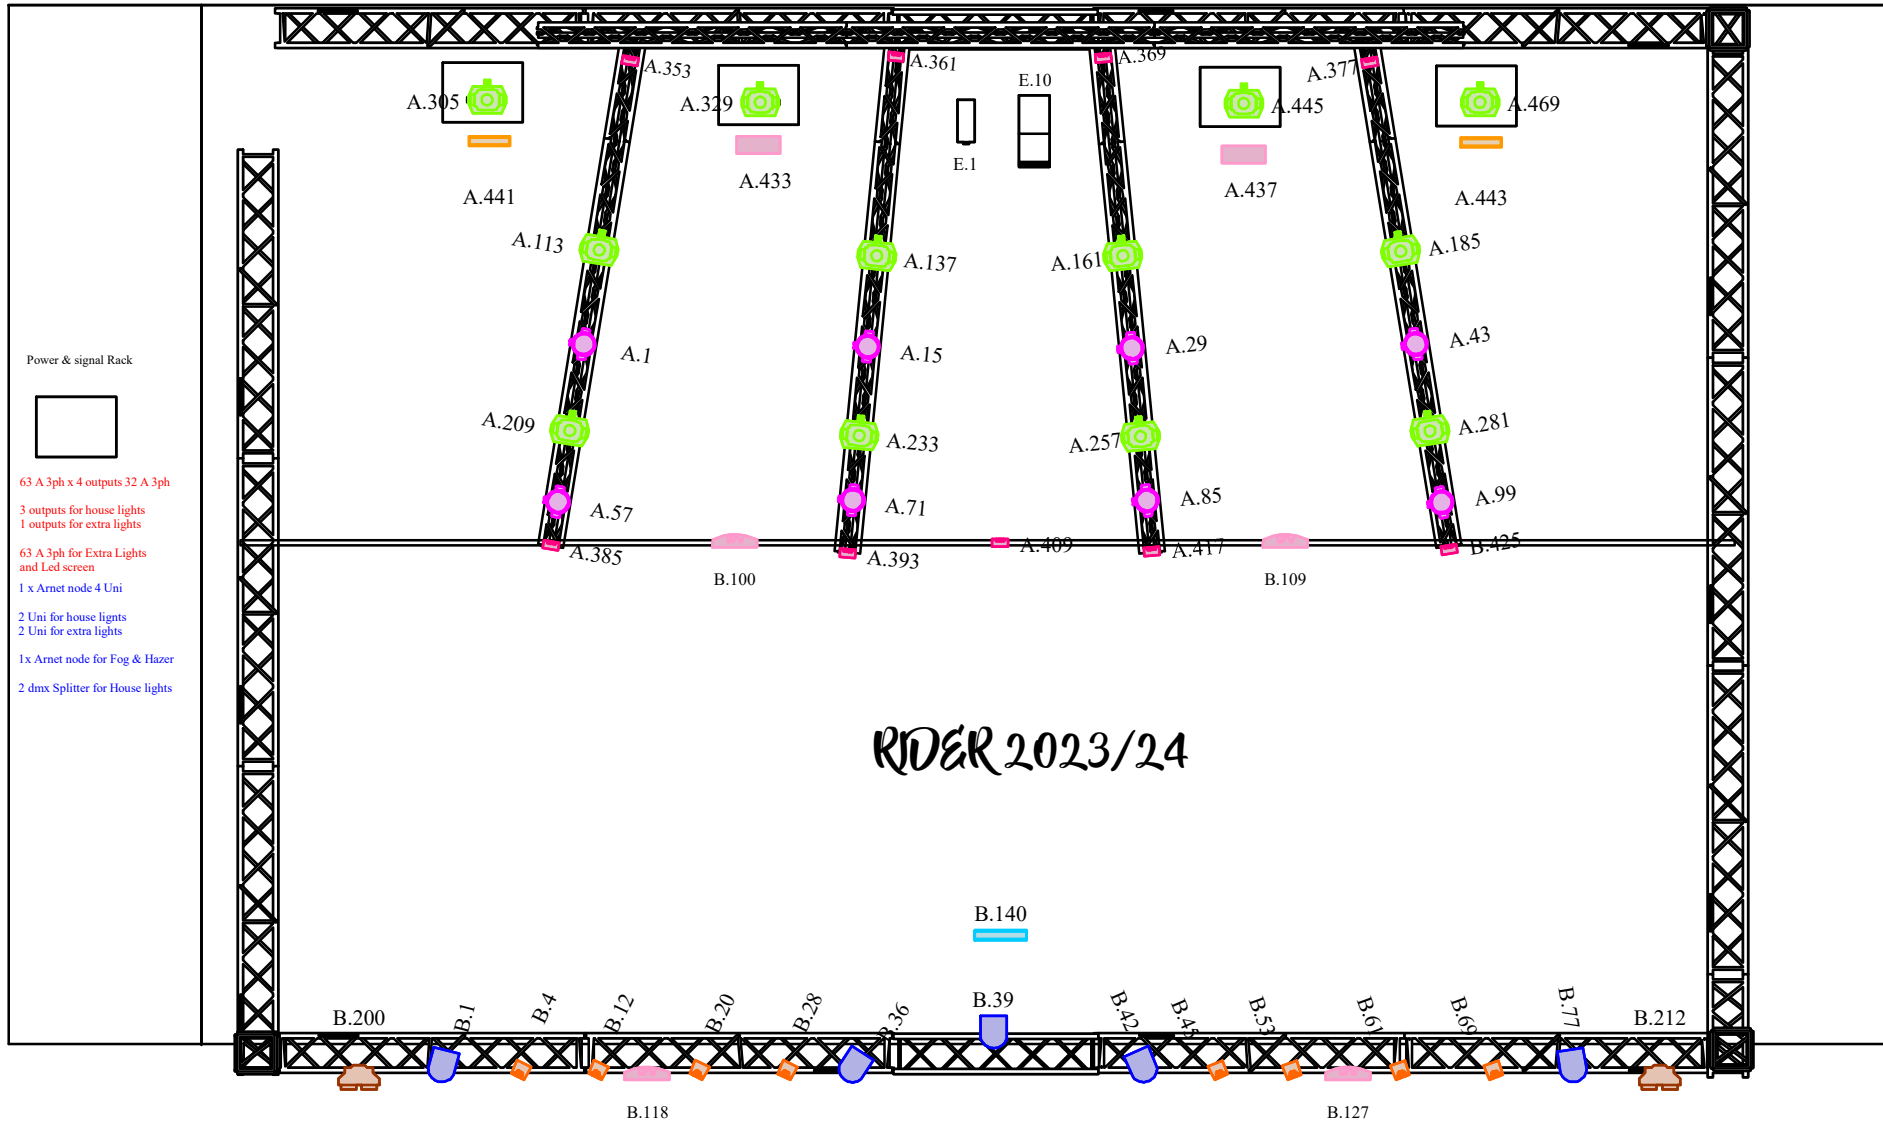 A.353
A.361
A.369
A.377
A.305
A.329
E.1
E.10
A.445
A.469
A.441
A.433
A.437
A.443
A.113
A.137
A.161
A.185
A.1
A.15
A.29
A.43
A.209
A.233
A.257
A.281
A.57
A.71
A.85
A.99
A.385
A.393
A.409
A.417
B.425
B.100
B.109
Power & signal Rack
63 A 3ph x 4 outputs 32 A 3ph
3 outputs for house lights
1 outputs for extra lights
63 A 3ph for Extra Lights
and Led screen
1 x Arnet node 4 Uni
2 Uni for house lignts
2 Uni for extra lights
1x Arnet node for Fog & Hazer
2 dmx Splitter for House lights
RIDER 2023/24
B.140
B.200
B.1
B.4
B.12
B.20
B.28
B.36
B.39
B.42
B.45
B.53
B.61
B.69
B.77
B.212
B.118
B.127